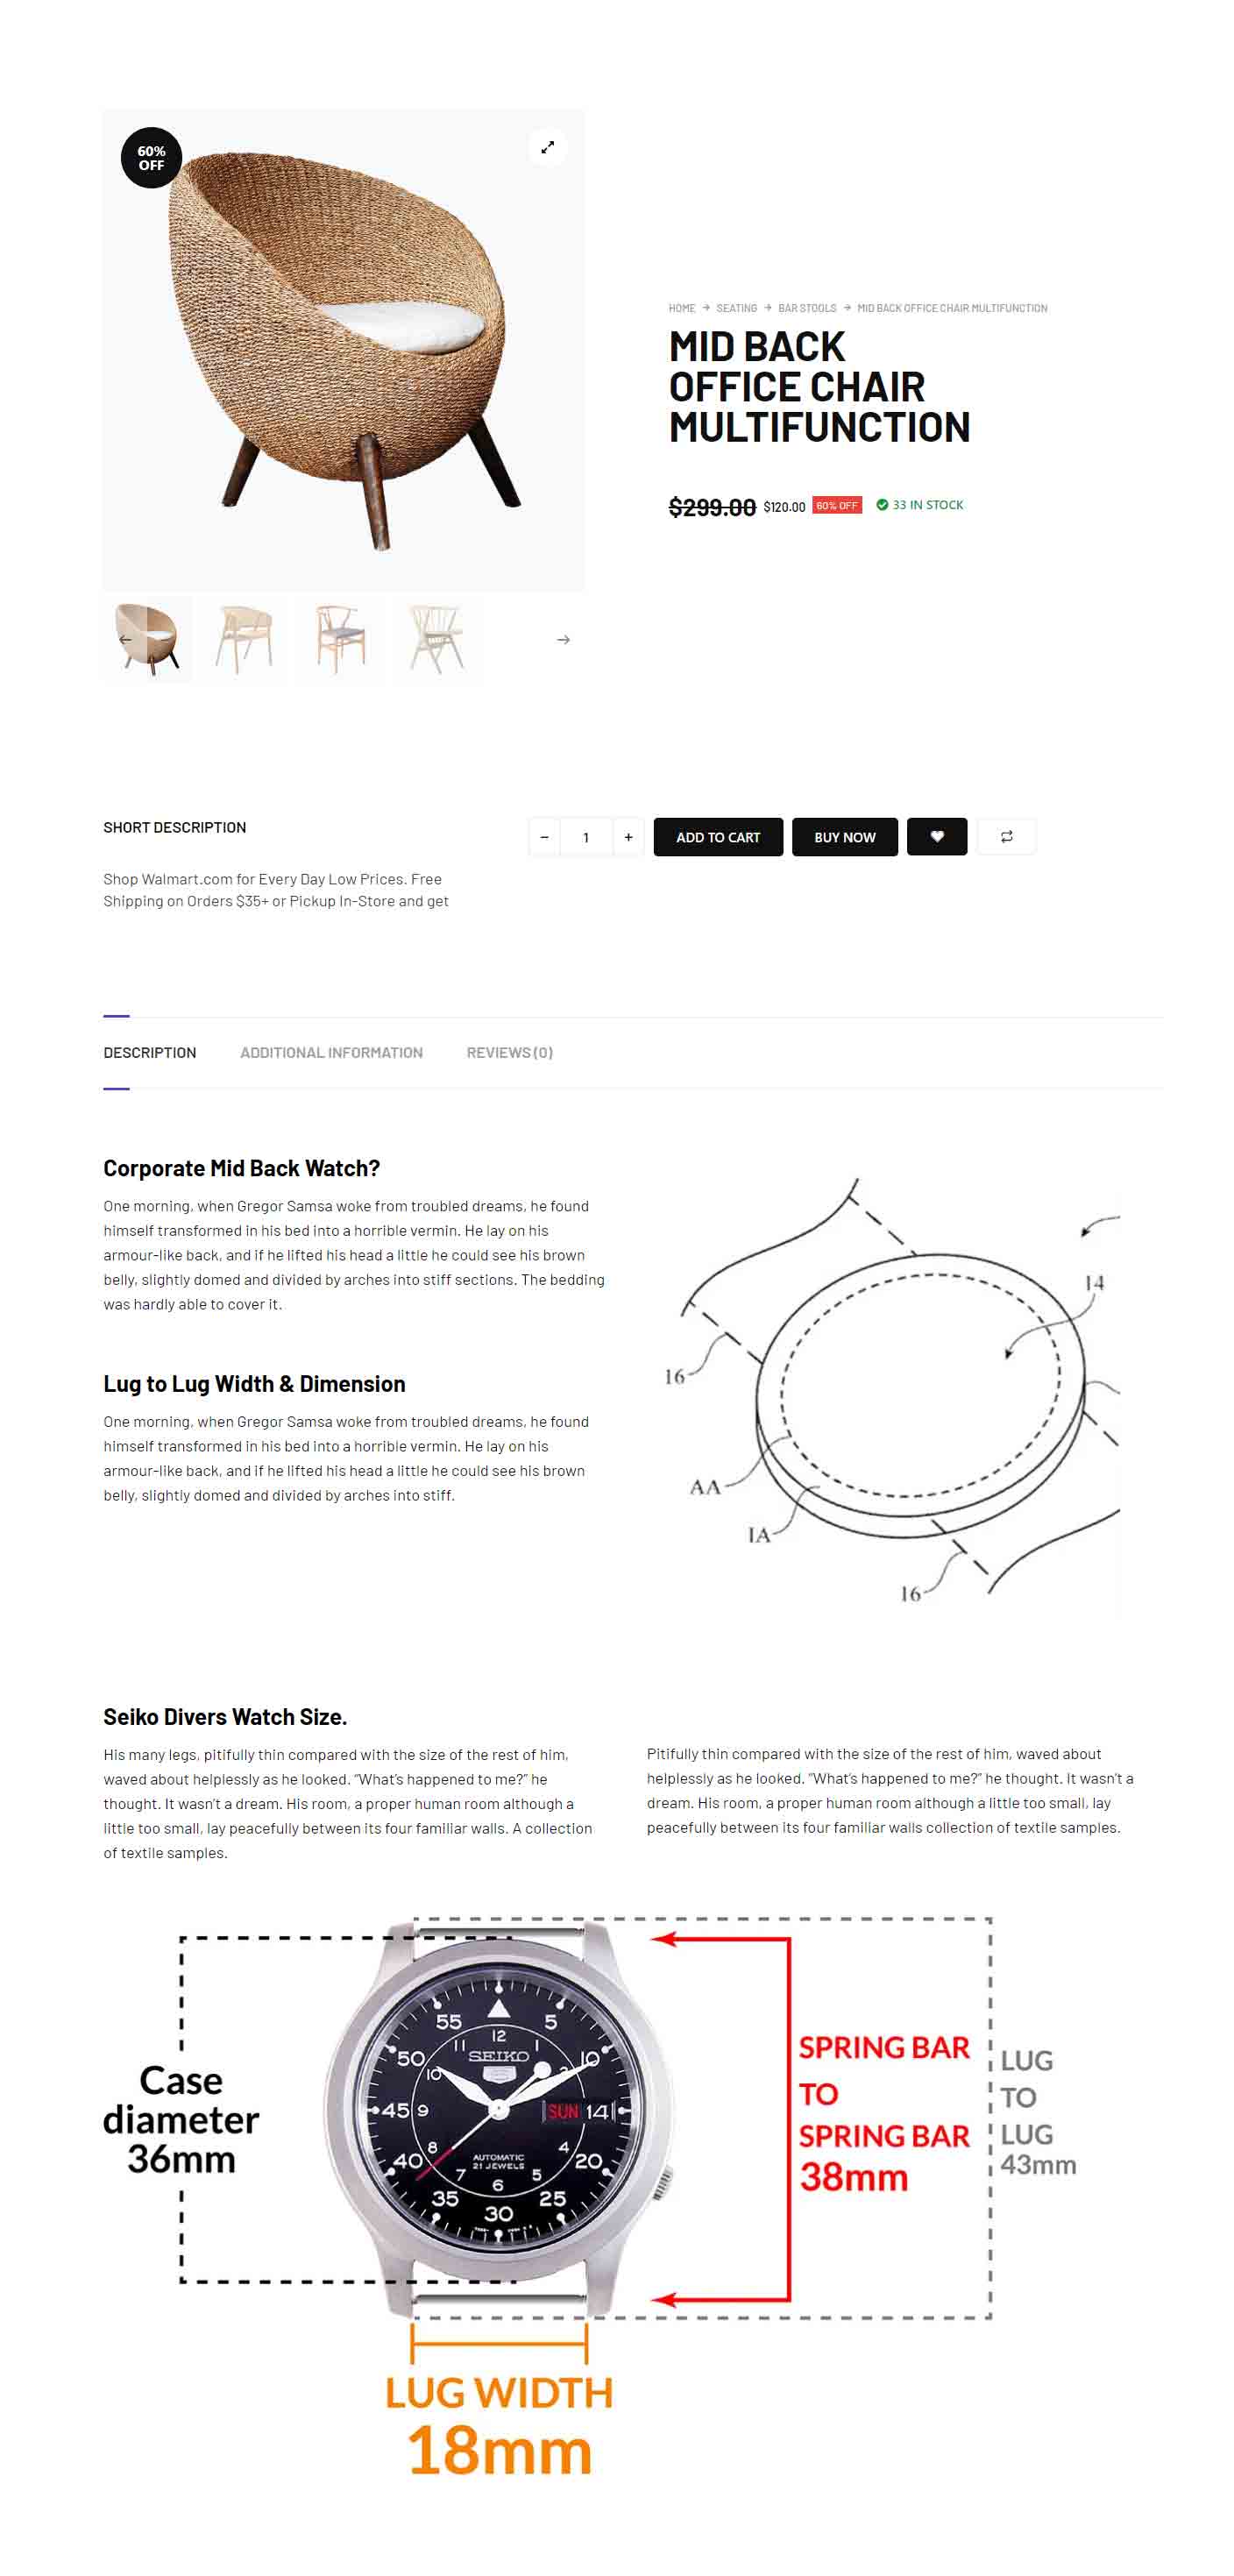 60%
OFF
HOME → SEATING → BAR STOOLS → MID BACK OFFICE CHAIR MULTIFUNCTION
MID BACK
OFFICE CHAIR
MULTIFUNCTION
$299.00 $120.00 60% OFF 33 IN STOCK
SHORT DESCRIPTION
- 1 + ADD TO CART BUY NOW
Shop Walmart.com for Every Day Low Prices. Free
Shipping on Orders $35+ or Pickup In-Store and get
DESCRIPTION ADDITIONAL INFORMATION REVIEWS (0)
Corporate Mid Back Watch?
One morning, when Gregor Samsa woke from troubled dreams, he found
himself transformed in his bed into a horrible vermin. He lay on his
armour-like back, and if he lifted his head a little he could see his brown
belly, slightly domed and divided by arches into stiff sections. The bedding
was hardly able to cover it.
Lug to Lug Width & Dimension
One morning, when Gregor Samsa woke from troubled dreams, he found
himself transformed in his bed into a horrible vermin. He lay on his
armour-like back, and if he lifted his head a little he could see his brown
belly, slightly domed and divided by arches into stiff.
14
16
AA
IA
16
Seiko Divers Watch Size.
His many legs, pitifully thin compared with the size of the rest of him,
waved about helplessly as he looked. “What’s happened to me?” he
thought. It wasn’t a dream. His room, a proper human room although a
little too small, lay peacefully between its four familiar walls. A collection
of textile samples.
Pitifully thin compared with the size of the rest of him, waved about
helplessly as he looked. “What’s happened to me?” he thought. It wasn’t a
dream. His room, a proper human room although a little too small, lay
peacefully between its four familiar walls collection of textile samples.
Case
diameter
36mm
55 5
12
11 1
SEIKO
5
50 10
10 2
45 9 SUN 14
8 4
40 20
AUTOMATIC
21 JEWELS
7 5
6
35 25
30
SPRING BAR
TO
SPRING BAR
38mm
LUG
TO
LUG
43mm
LUG WIDTH
18mm